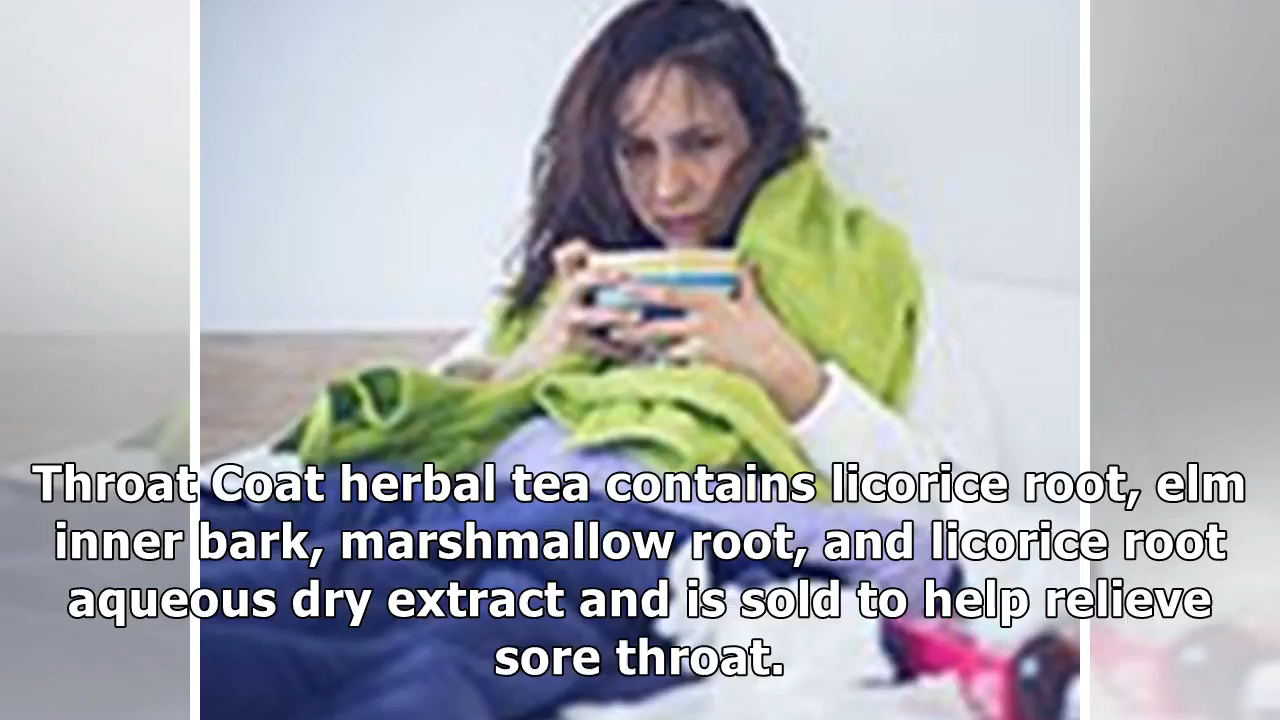 Throat Coat herbal tea contains licorice root, elm
inner bark, marshmallow root, and licorice root
aqueous dry extract and is sold to help relieve
sore throat.